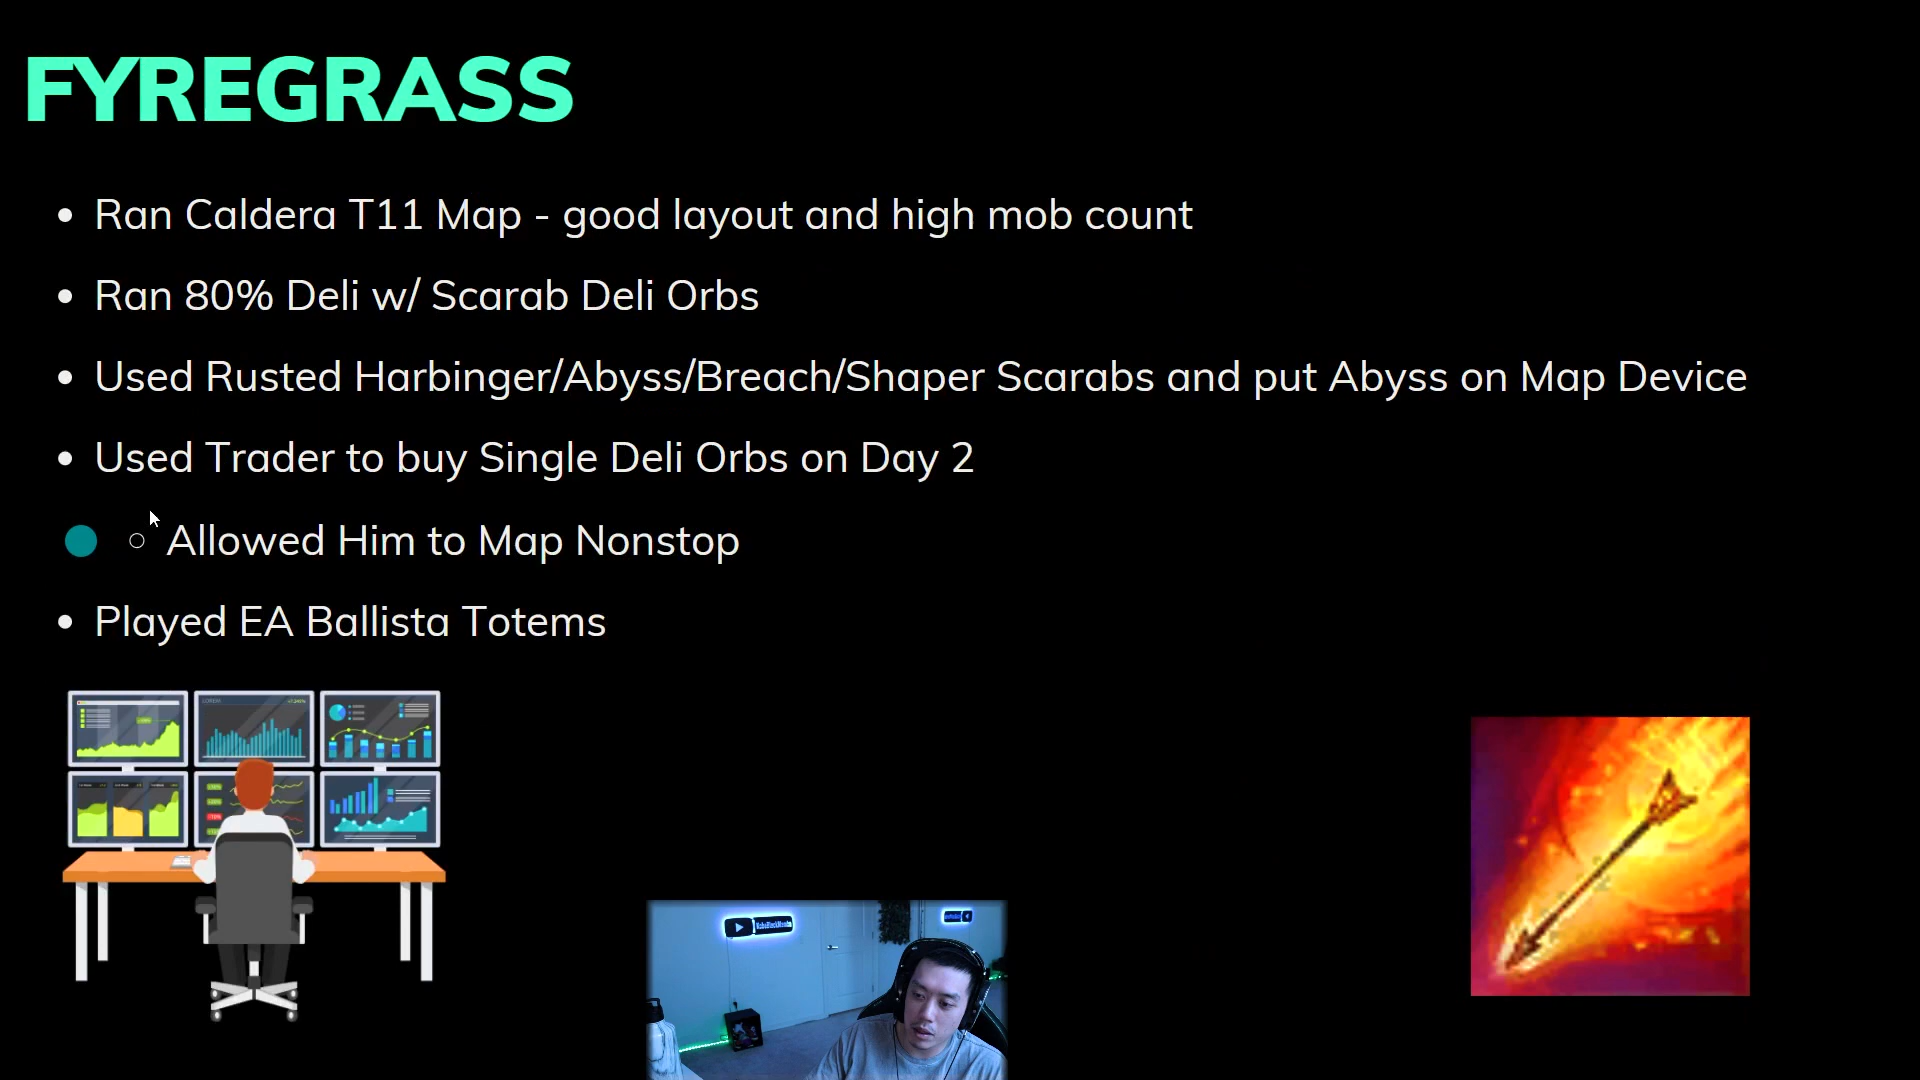 FYREGRASS
Ran Caldera T11 Map - good layout and high mob count
Ran 80% Deli w/ Scarab Deli Orbs
Used Rusted Harbinger/Abyss/Breach/Shaper Scarabs and put Abyss on Map Device
Used Trader to buy Single Deli Orbs on Day 2
Allowed Him to Map Nonstop
Played EA Ballista Totems